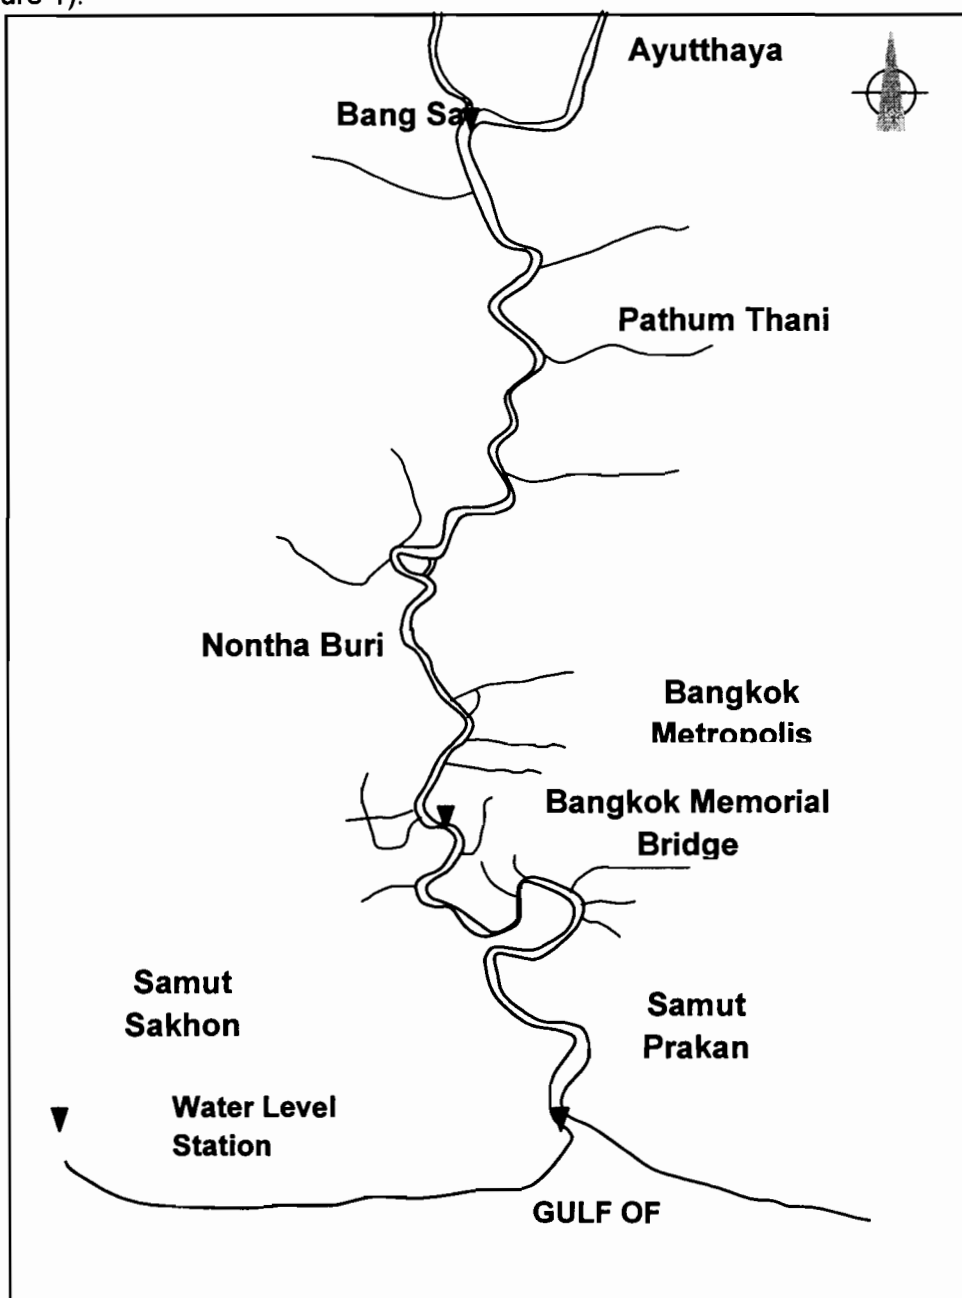 Ayutthaya
Bang Sa
Pathum Thani
Nontha Buri
Bangkok
Metropolis
Bangkok Memorial
Bridge
Samut
Sakhon
Samut
Prakan
Water Level
Station
GULF OF